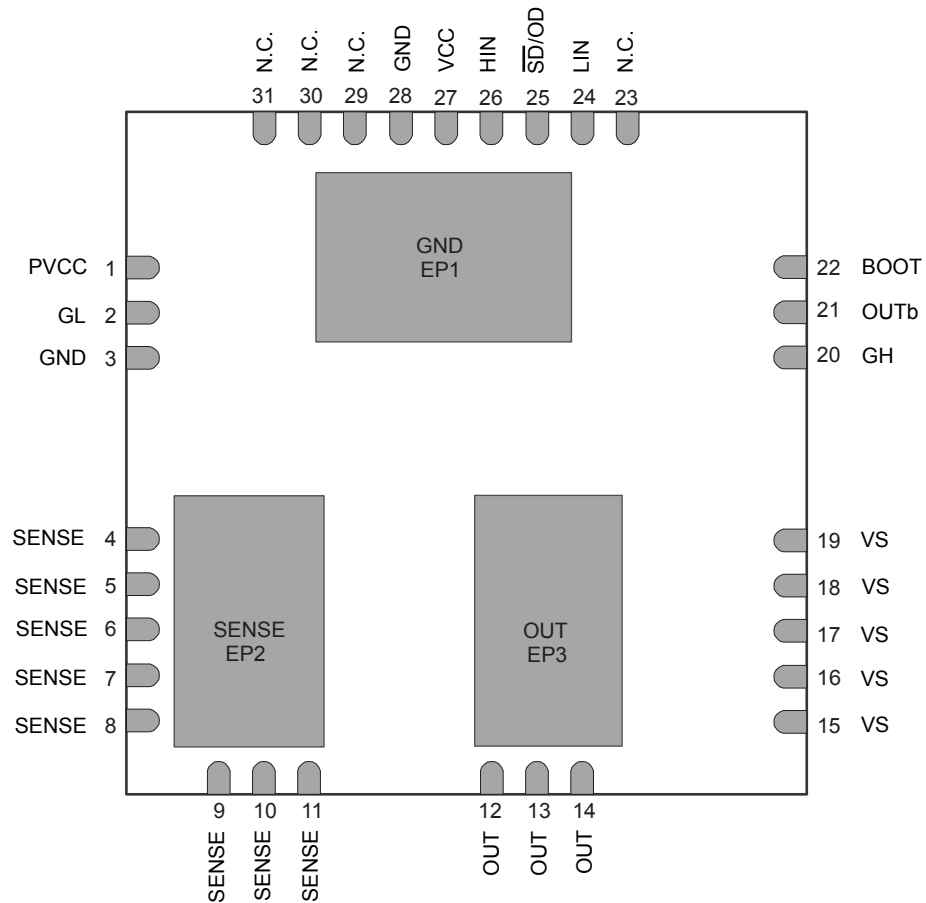 N.C. N.C. N.C. GND VCC HIN S̅D̅/OD LIN N.C.
31 30 29 28 27 26 25 24 23
GND
EP1
PVCC 1
GL 2
GND 3
22 BOOT
21 OUTb
20 GH
SENSE 4
SENSE 5
SENSE 6
SENSE 7
SENSE 8
SENSE
EP2
OUT
EP3
19 VS
18 VS
17 VS
16 VS
15 VS
9 10 11 12 13 14
SENSE SENSE SENSE OUT OUT OUT